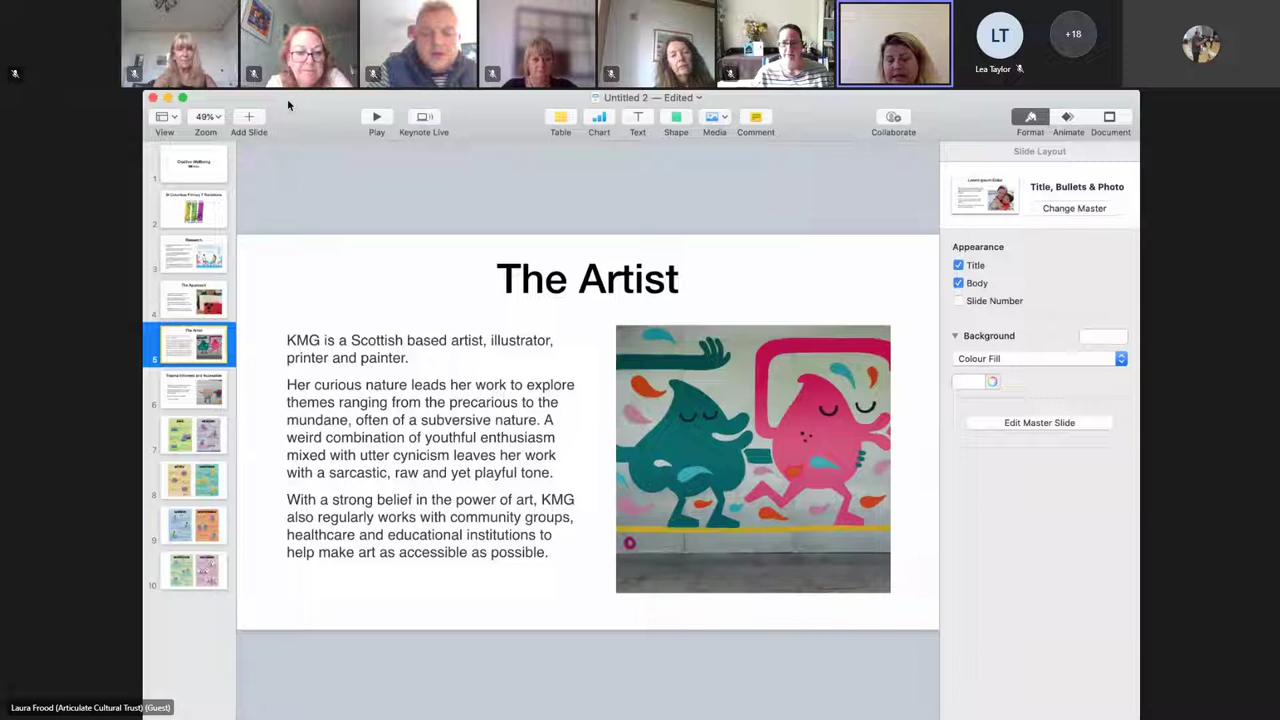 LT
+18
Lea Taylor
Untitled 2 — Edited
49%
View
Zoom
Add Slide
Play
Keynote Live
Table
Chart
Text
Shape
Media
Comment
Collaborate
Format
Animate
Document
Slide Layout
1
2
3
Research
4
The Approach
5
The Artist
6
7
8
9
10
The Artist
KMG is a Scottish based artist, illustrator,
printer and painter.
Her curious nature leads her work to explore
themes ranging from the precarious to the
mundane, often of a subversive nature. A
weird combination of youthful enthusiasm
mixed with utter cynicism leaves her work
with a sarcastic, raw and yet playful tone.
With a strong belief in the power of art, KMG
also regularly works with community groups,
healthcare and educational institutions to
help make art as accessible as possible.
Title, Bullets & Photo
Change Master
Appearance
Title
Body
Slide Number
Background
Colour Fill
Edit Master Slide
Laura Frood (Articulate Cultural Trust) (Guest)